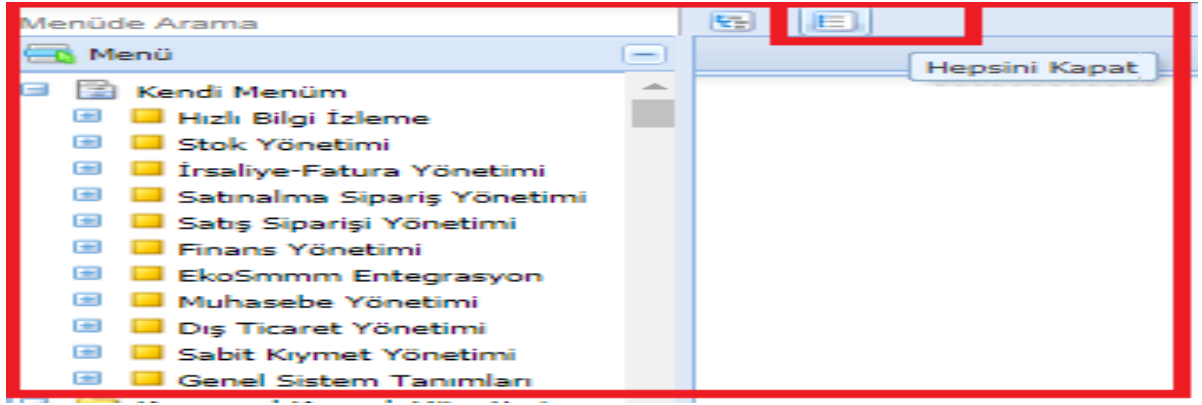 Menüde Arama
Menü
Hepsini Kapat
Kendi Menüm
Hızlı Bilgi İzleme
Stok Yönetimi
İrsaliye-Fatura Yönetimi
Satınalma Sipariş Yönetimi
Satış Siparişi Yönetimi
Finans Yönetimi
EkoSmmm Entegrasyon
Muhasebe Yönetimi
Dış Ticaret Yönetimi
Sabit Kıymet Yönetimi
Genel Sistem Tanımları